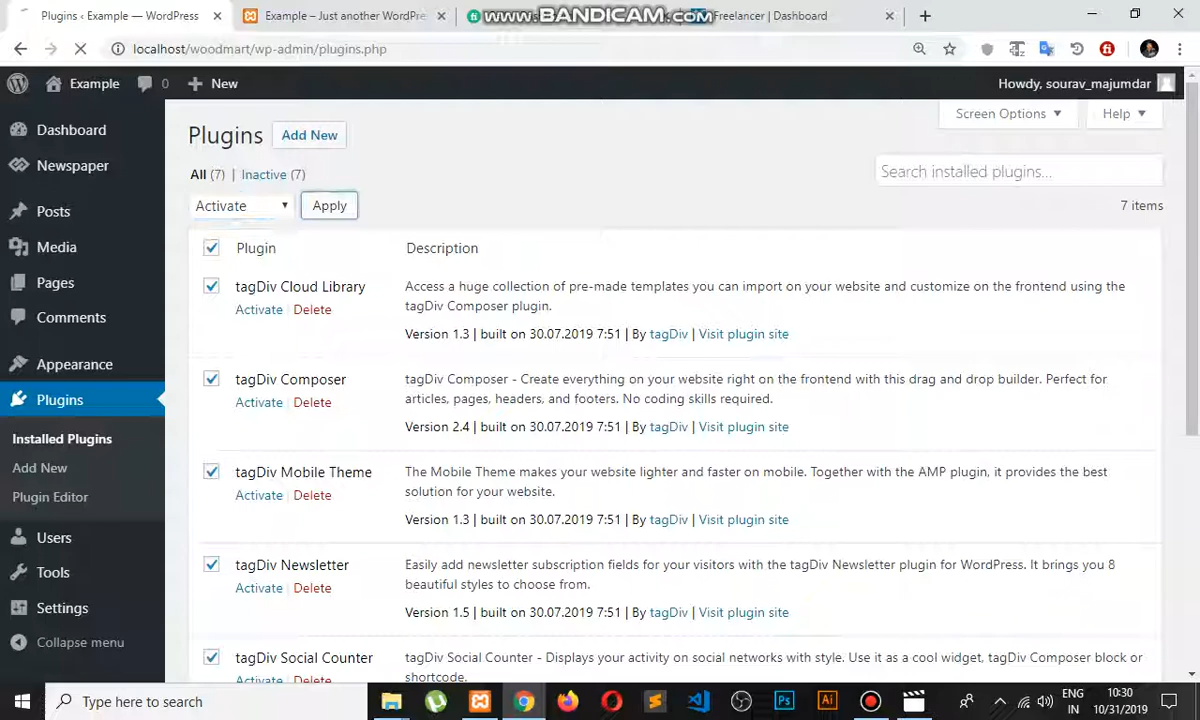 Plugins ‹ Example — WordPress
Example – Just another WordPre
www.BANDICAM.com
Freelancer | Dashboard
localhost/woodmart/wp-admin/plugins.php
Example
0
New
Howdy, sourav_majumdar
Dashboard
Newspaper
Posts
Media
Pages
Comments
Appearance
Plugins
Installed Plugins
Add New
Plugin Editor
Users
Tools
Settings
Collapse menu
Screen Options
Help
Plugins
Add New
All (7) | Inactive (7)
Search installed plugins...
Activate
Apply
7 items
Plugin
Description
tagDiv Cloud Library
Activate | Delete
Access a huge collection of pre-made templates you can import on your website and customize on the frontend using the
tagDiv Composer plugin.
Version 1.3 | built on 30.07.2019 7:51 | By tagDiv | Visit plugin site
tagDiv Composer
Activate | Delete
tagDiv Composer - Create everything on your website right on the frontend with this drag and drop builder. Perfect for
articles, pages, headers, and footers. No coding skills required.
Version 2.4 | built on 30.07.2019 7:51 | By tagDiv | Visit plugin site
tagDiv Mobile Theme
Activate | Delete
The Mobile Theme makes your website lighter and faster on mobile. Together with the AMP plugin, it provides the best
solution for your website.
Version 1.3 | built on 30.07.2019 7:51 | By tagDiv | Visit plugin site
tagDiv Newsletter
Activate | Delete
Easily add newsletter subscription fields for your visitors with the tagDiv Newsletter plugin for WordPress. It brings you 8
beautiful styles to choose from.
Version 1.5 | built on 30.07.2019 7:51 | By tagDiv | Visit plugin site
tagDiv Social Counter
Activate | Delete
tagDiv Social Counter - Displays your activity on social networks with style. Use it as a cool widget, tagDiv Composer block or
shortcode.
Type here to search
ENG
IN
10:30
10/31/2019